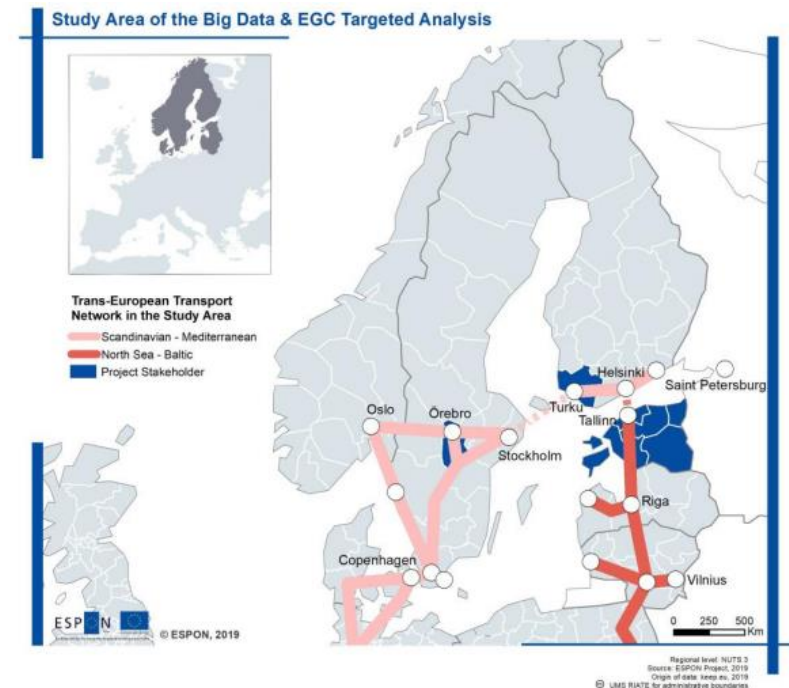 Study Area of the Big Data & EGC Targeted Analysis
Trans-European Transport
Network in the Study Area
Scandinavian - Mediterranean
North Sea - Baltic
Project Stakeholder
Helsinki
Saint Petersburg
Turku
Tallinn
Oslo
Örebro
Stockholm
Riga
Copenhagen
Vilnius
ESPON
© ESPON, 2019
0 250 500
Km
Regional level: NUTS 3
Source: ESPON Project, 2019
Origin of data: keep.eu, 2019
© UMS RIATE for administrative boundaries